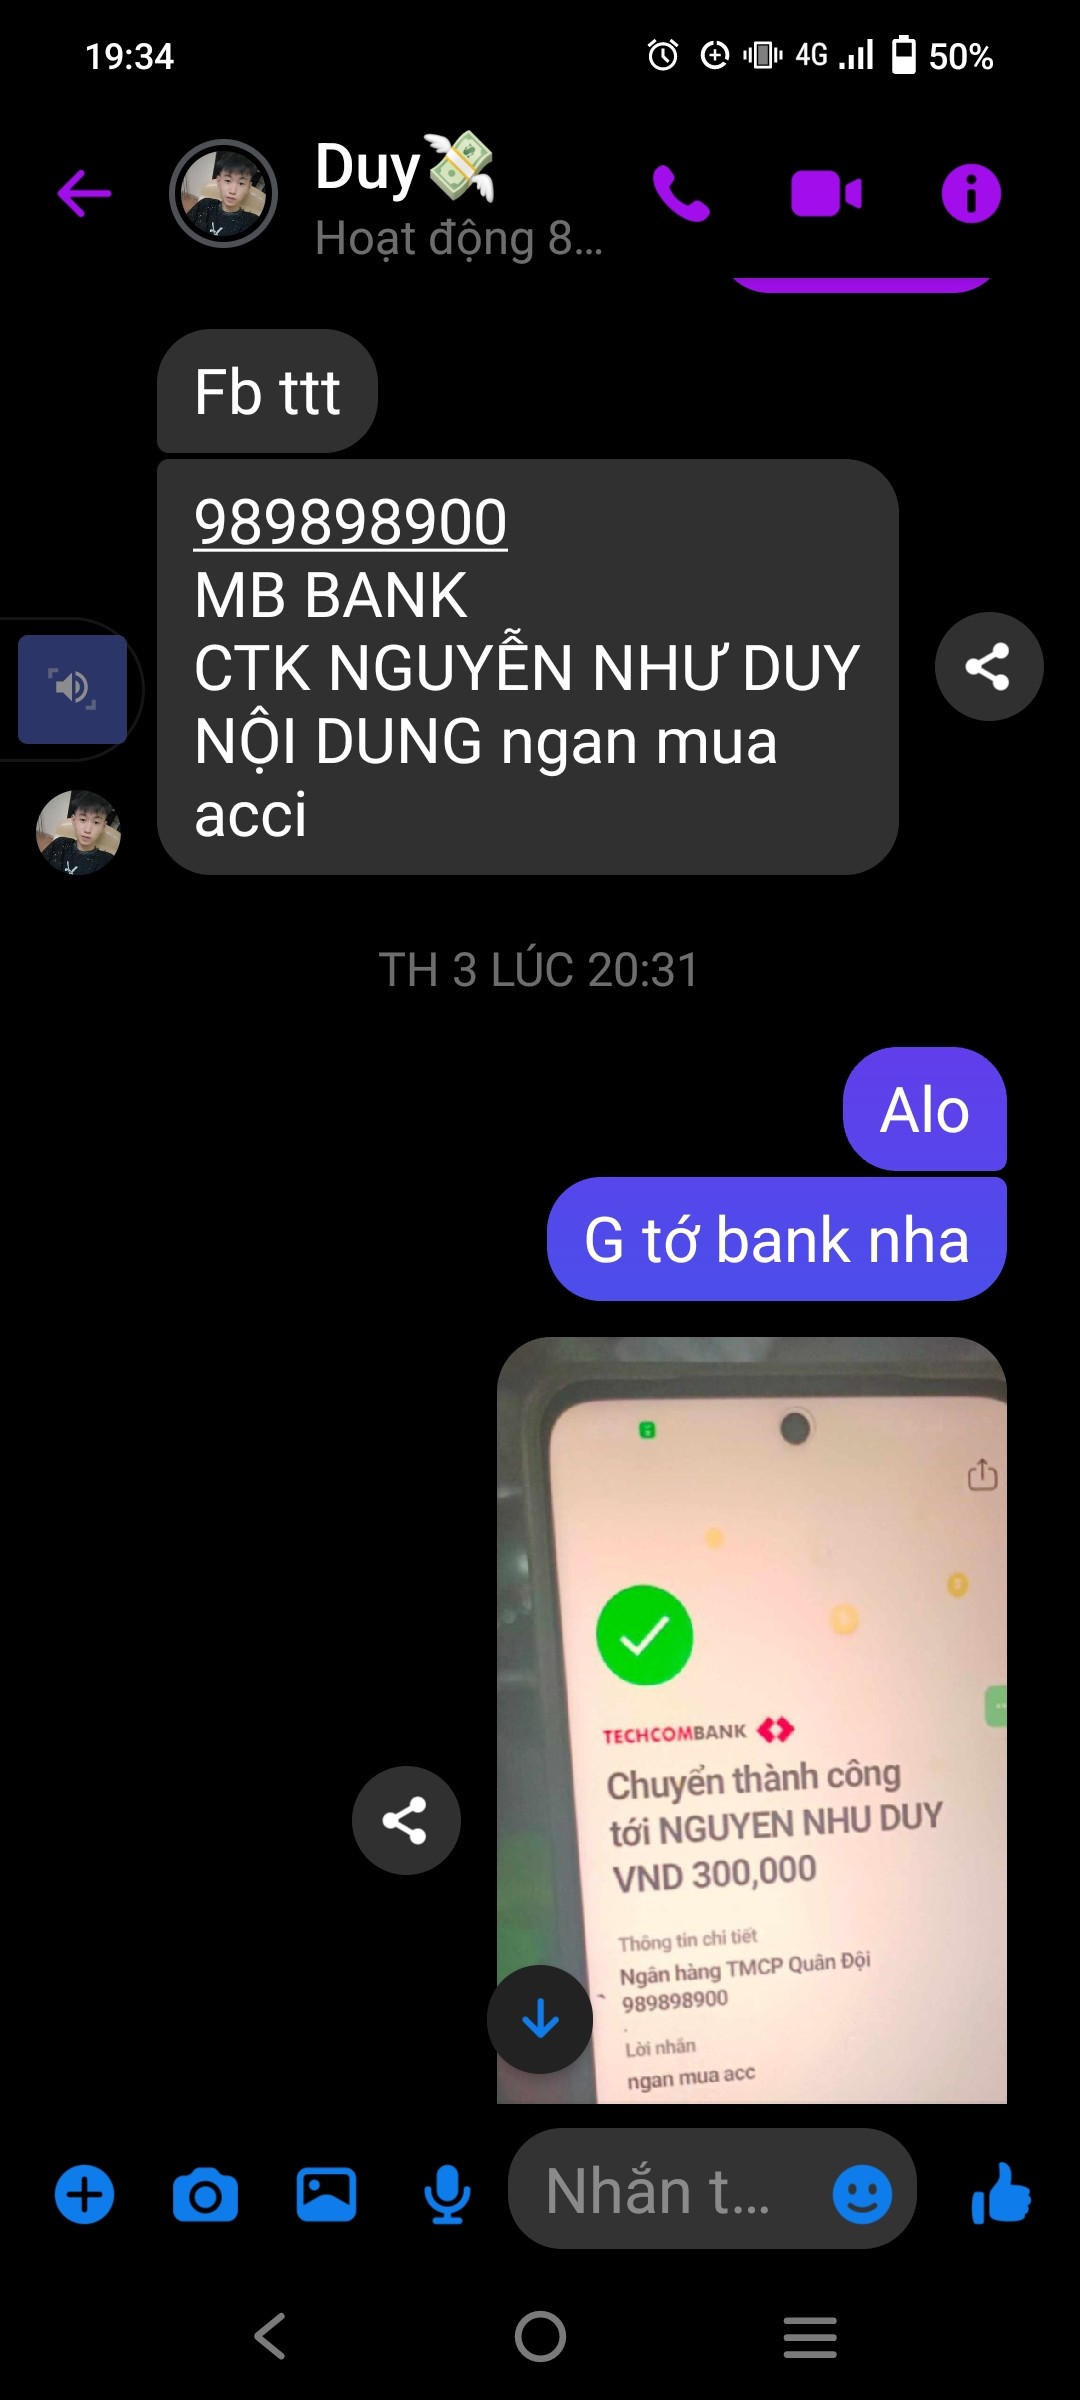 19:34
4G
50%
Duy
Hoạt động 8...
Fb ttt
989898900
MB BANK
CTK NGUYỄN NHƯ DUY
NỘI DUNG ngan mua
acci
TH 3 LÚC 20:31
Alo
G tớ bank nha
TECHCOMBANK
Chuyển thành công
tới NGUYEN NHU DUY
VND 300,000
Thông tin chi tiết
Ngân hàng TMCP Quân Đội
989898900
Lời nhắn
ngan mua acc
Nhắn t...